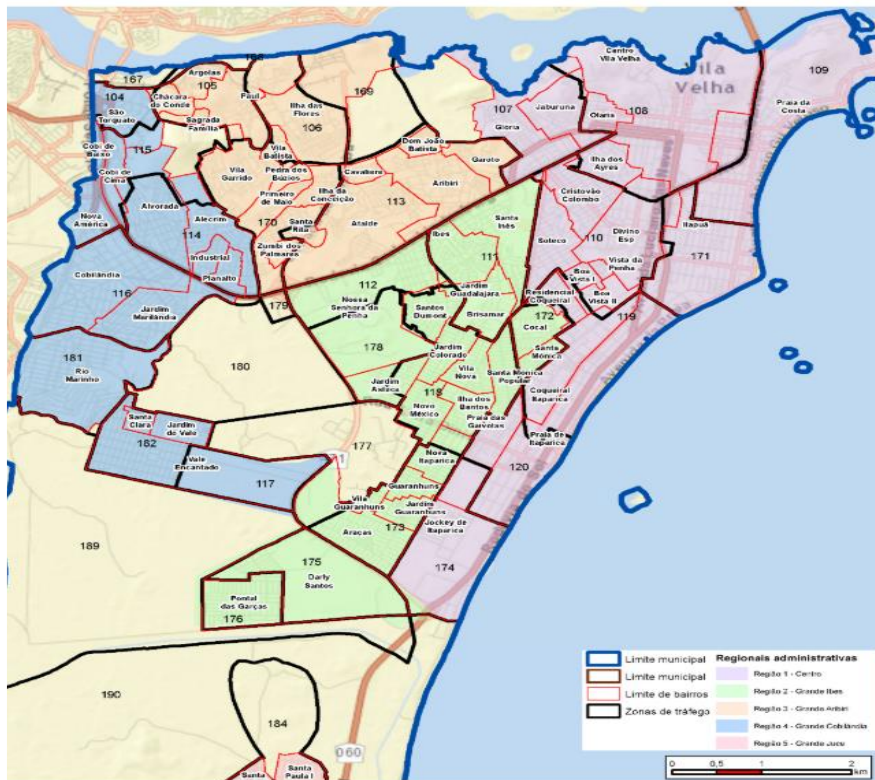 167
104
São
Torquato
Argolas
105
Chácara
do Conde
Sagrada
Família
Paul
Ilha das
Flores
106
169
107
Glória
Jaburuna
Centro
Vila Velha
Olaria
108
VILA
Velha
109
Praia da
Costa
Cobi de
Baixo
115
Cobi de
Cima
Vila
Batista
Vila
Garrido
Pedra dos
Búzios
Primeiro
de Maio
Ilha da
Conceição
Cavalieri
Dom João
Batista
Garoto
Aribiri
113
Ataíde
Santa
Rita
170
Zumbi dos
Palmares
Nova
América
Alvorada
Alecrim
114
Industrial
Planalto
Cobilândia
116
Jardim
Marilândia
181
Rio
Marinho
Santa
Clara
Jardim
do Vale
182
Vale
Encantado
117
179
180
112
Nossa
Senhora da
Penha
Ibes
Santa
Inês
111
Jardim
Guadalajara
Santos
Dumont
Brisamar
178
Jardim
Colorado
Jardim
Asteca
118
Vila
Nova
Novo
México
Ilha dos
Bentos
Santa Mônica
Popular
Praia das
Gaivotas
172
Cocal
Santa
Mônica
Ilha dos
Ayres
Cristóvão
Colombo
Soteco
110
Divino
Esp
Boa
Vista I
Vista da
Penha
Boa
Vista II
Residencial
Coqueiral
Itapuã
171
119
Coqueiral
Itaparica
Praia de
Itaparica
120
177
Nova
Itaparica
Guaranhuns
Jardim
Guaranhuns
Vila
Guaranhuns
173
Araçás
Jockey de
Itaparica
174
175
Darly
Santos
Pontal
das Garças
176
189
190
184
060
Santa
Santa
Paula I
Limite municipal
Limite municipal
Limite de bairros
Zonas de tráfego
Regionais administrativas
Região 1 - Centro
Região 2 - Grande Ibes
Região 3 - Grande Aribiri
Região 4 - Grande Cobilândia
Região 5 - Grande Jucu
0 0,5 1 2
km